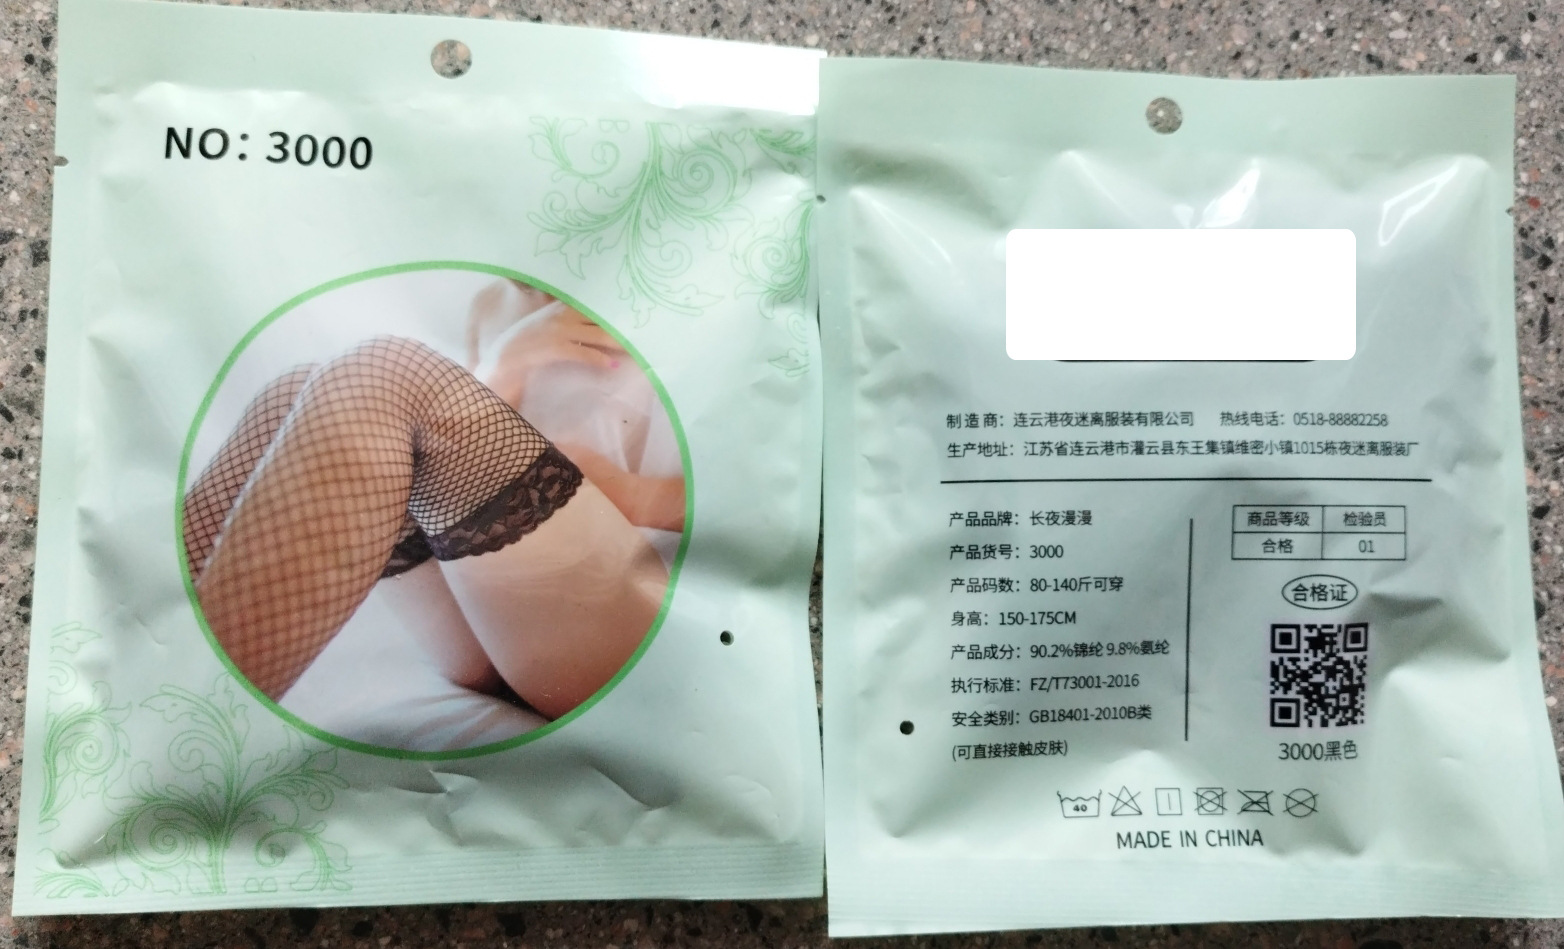 NO：3000
制造商：连云港夜迷离服装有限公司 热线电话：0518-88882258
生产地址：江苏省连云港市灌云县东王集镇维密小镇1015栋夜迷离服装厂
产品品牌：长夜漫漫
产品货号：3000
产品码数：80-140斤可穿
身高：150-175CM
产品成分：90.2%锦纶 9.8%氨纶
执行标准：FZ/T73001-2016
安全类别：GB18401-2010B类
(可直接接触皮肤)
商品等级 检验员
合格 01
合格证
3000黑色
40
MADE IN CHINA